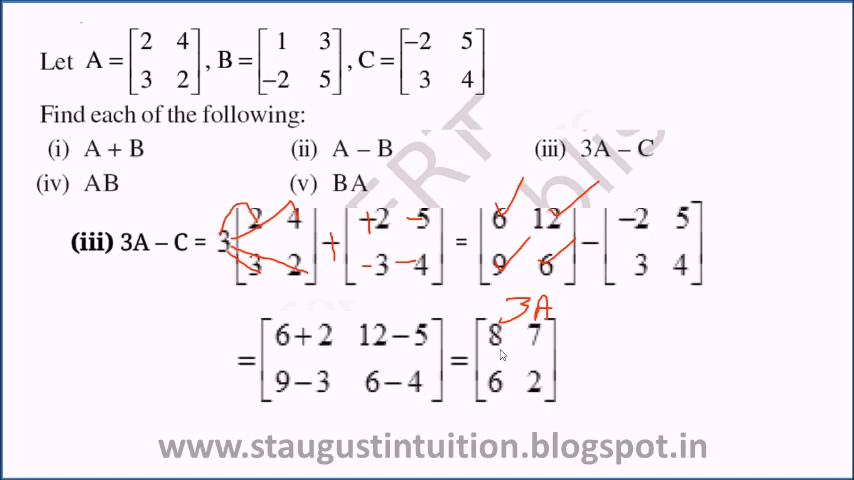 Let A = [2 4 3 2], B = [1 3 −2 5], C = [−2 5 3 4]
Find each of the following:
(i) A + B (ii) A − B (iii) 3A − C
(iv) AB (v) BA
(iii) 3A − C = 3[2 4 3 2] + [+2 −5 −3 −4] = [6 12 9 6] − [−2 5 3 4]
3A
= [6+2 12−5 9−3 6−4] = [8 7 6 2]
www.staugustintuition.blogspot.in